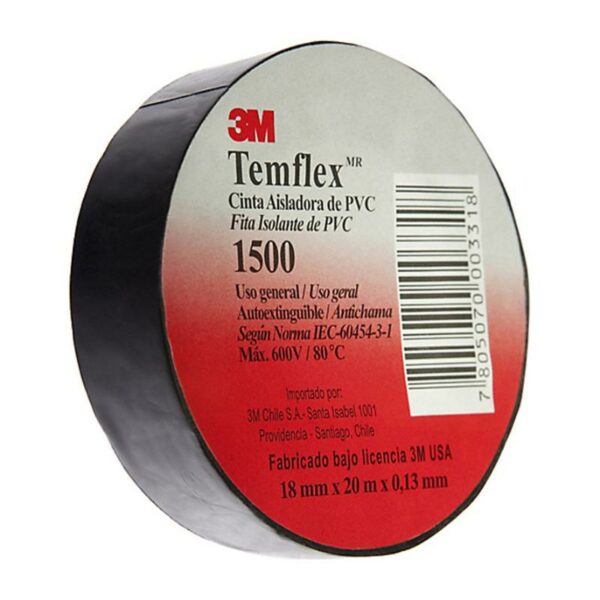 3M
Temflex MR
Cinta Aisladora de PVC
Fita Isolante de PVC
1500
Uso general / Uso geral
Autoextinguible / Antichama
Según Norma IEC-60454-3-1
Máx. 600V / 80°C
Importado por:
3M Chile S.A.- Santa Isabel 1001
Providencia - Santiago, Chile
Fabricado bajo licencia 3M USA
18 mm x 20 m x 0,13 mm
7 805070 003318